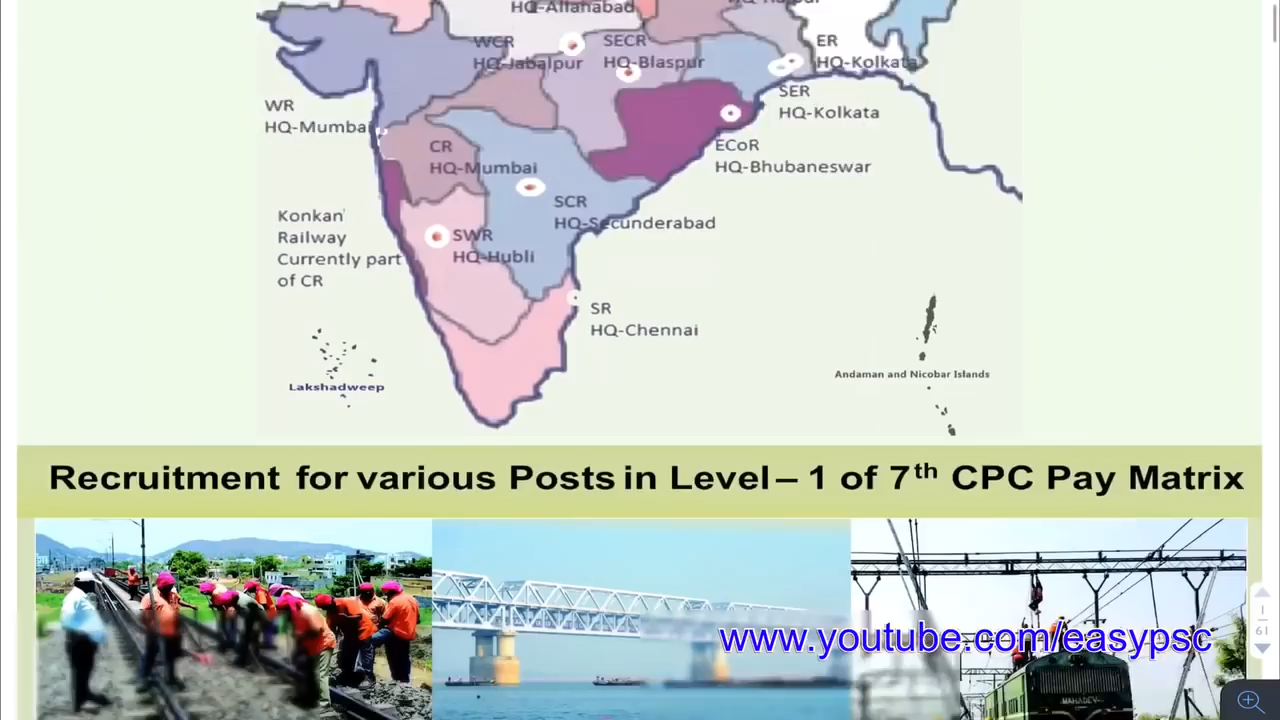 HQ-Allahabad
WCR
HQ-Jabalpur
SECR
HQ-Blaspur
ER
HQ-Kolkata
SER
HQ-Kolkata
WR
HQ-Mumbai
ECoR
HQ-Bhubaneswar
CR
HQ-Mumbai
SCR
HQ-Secunderabad
Konkan
Railway
Currently part
of CR
SWR
HQ-Hubli
SR
HQ-Chennai
Lakshadweep
Andaman and Nicobar Islands
Recruitment for various Posts in Level – 1 of 7th CPC Pay Matrix
www.youtube.com/easypsc
1
61
MAHADEV